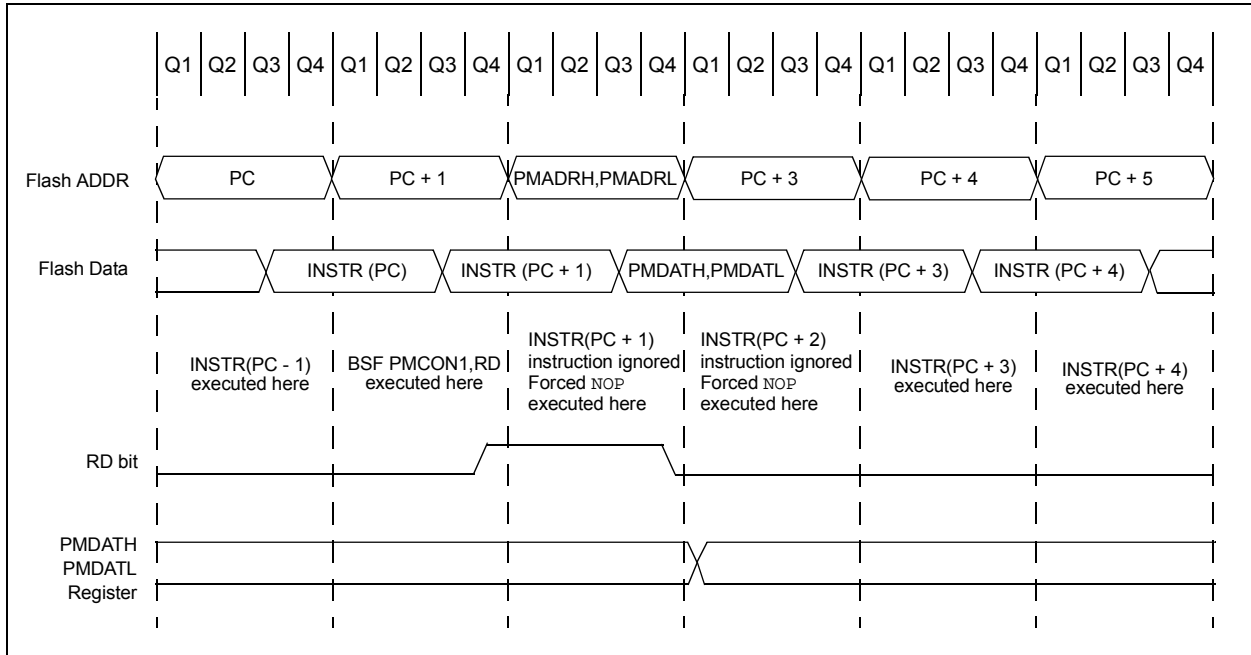 Q1 Q2 Q3 Q4 Q1 Q2 Q3 Q4 Q1 Q2 Q3 Q4 Q1 Q2 Q3 Q4 Q1 Q2 Q3 Q4 Q1 Q2 Q3 Q4
Flash ADDR PC PC + 1 PMADRH,PMADRL PC + 3 PC + 4 PC + 5
Flash Data INSTR (PC) INSTR (PC + 1) PMDATH,PMDATL INSTR (PC + 3) INSTR (PC + 4)
INSTR(PC - 1)
executed here
BSF PMCON1,RD
executed here
INSTR(PC + 1)
instruction ignored
Forced NOP
executed here
INSTR(PC + 2)
instruction ignored
Forced NOP
executed here
INSTR(PC + 3)
executed here
INSTR(PC + 4)
executed here
RD bit
PMDATH
PMDATL
Register